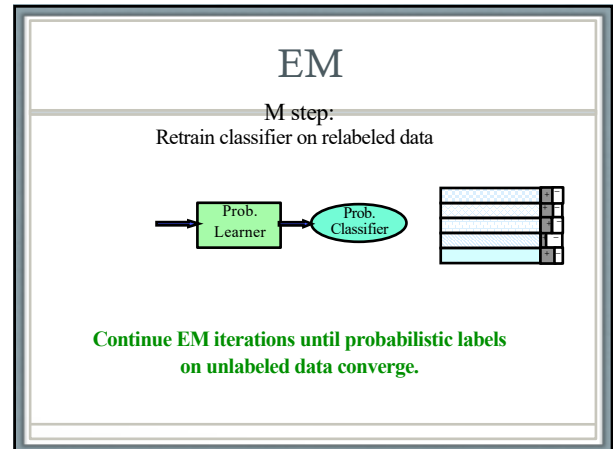 EM
M step:
Retrain classifier on relabeled data
Prob.
Learner
Prob.
Classifier
+ −
+ −
+ −
+ −
+ −
Continue EM iterations until probabilistic labels
on unlabeled data converge.